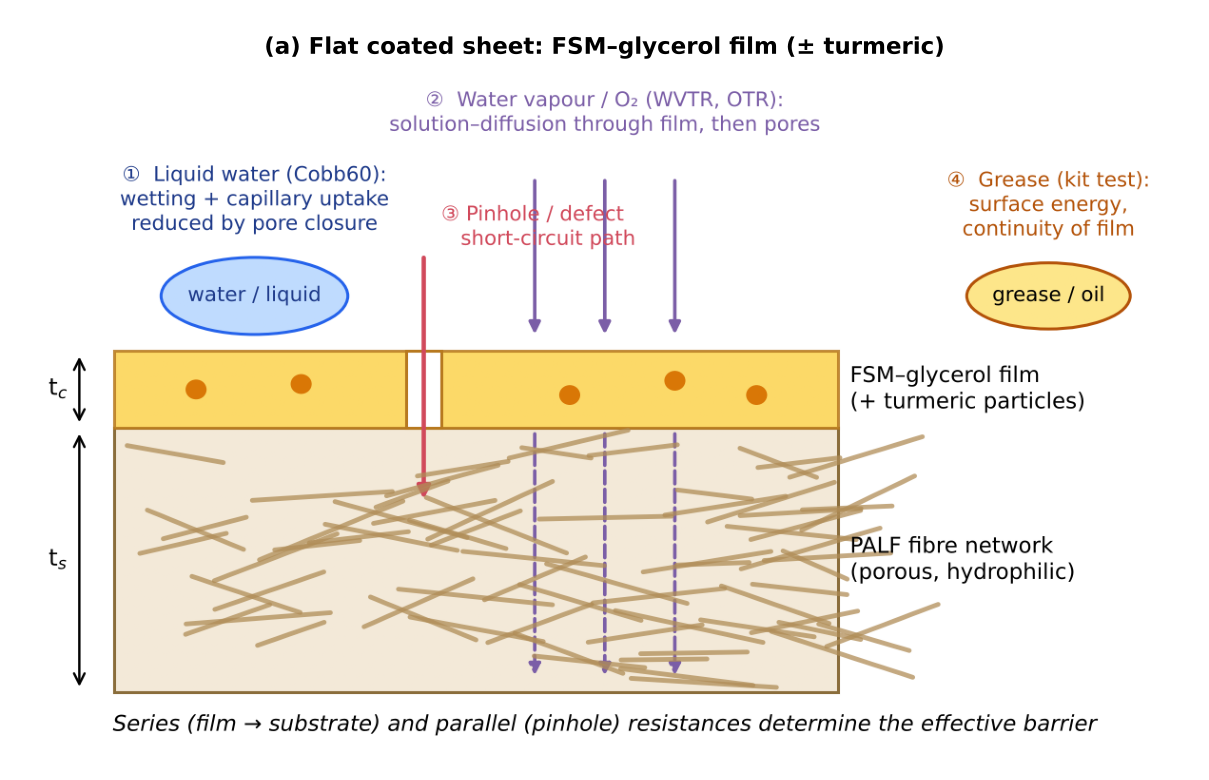 (a) Flat coated sheet: FSM–glycerol film (± turmeric)
② Water vapour / O₂ (WVTR, OTR):
solution–diffusion through film, then pores
① Liquid water (Cobb60):
wetting + capillary uptake
reduced by pore closure
③ Pinhole / defect
short-circuit path
④ Grease (kit test):
surface energy,
continuity of film
water / liquid
grease / oil
t_c
FSM–glycerol film
(+ turmeric particles)
t_s
PALF fibre network
(porous, hydrophilic)
Series (film → substrate) and parallel (pinhole) resistances determine the effective barrier